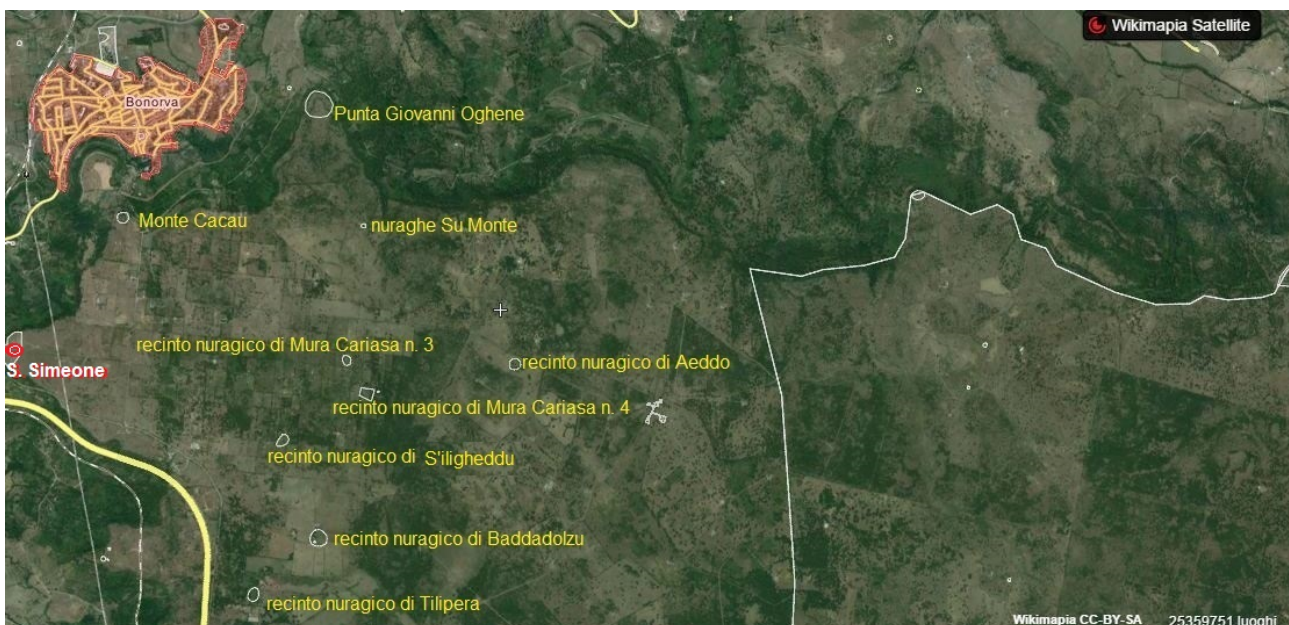 Wikimapia Satellite
Bonorva
Punta Giovanni Oghene
Monte Cacau
nuraghe Su Monte
recinto nuragico di Mura Cariasa n. 3
recinto nuragico di Aeddo
S. Simeone
recinto nuragico di Mura Cariasa n. 4
recinto nuragico di S'iligheddu
recinto nuragico di Baddadolzu
recinto nuragico di Tilipera
Wikimapia CC-BY-SA 25359751 luoghi